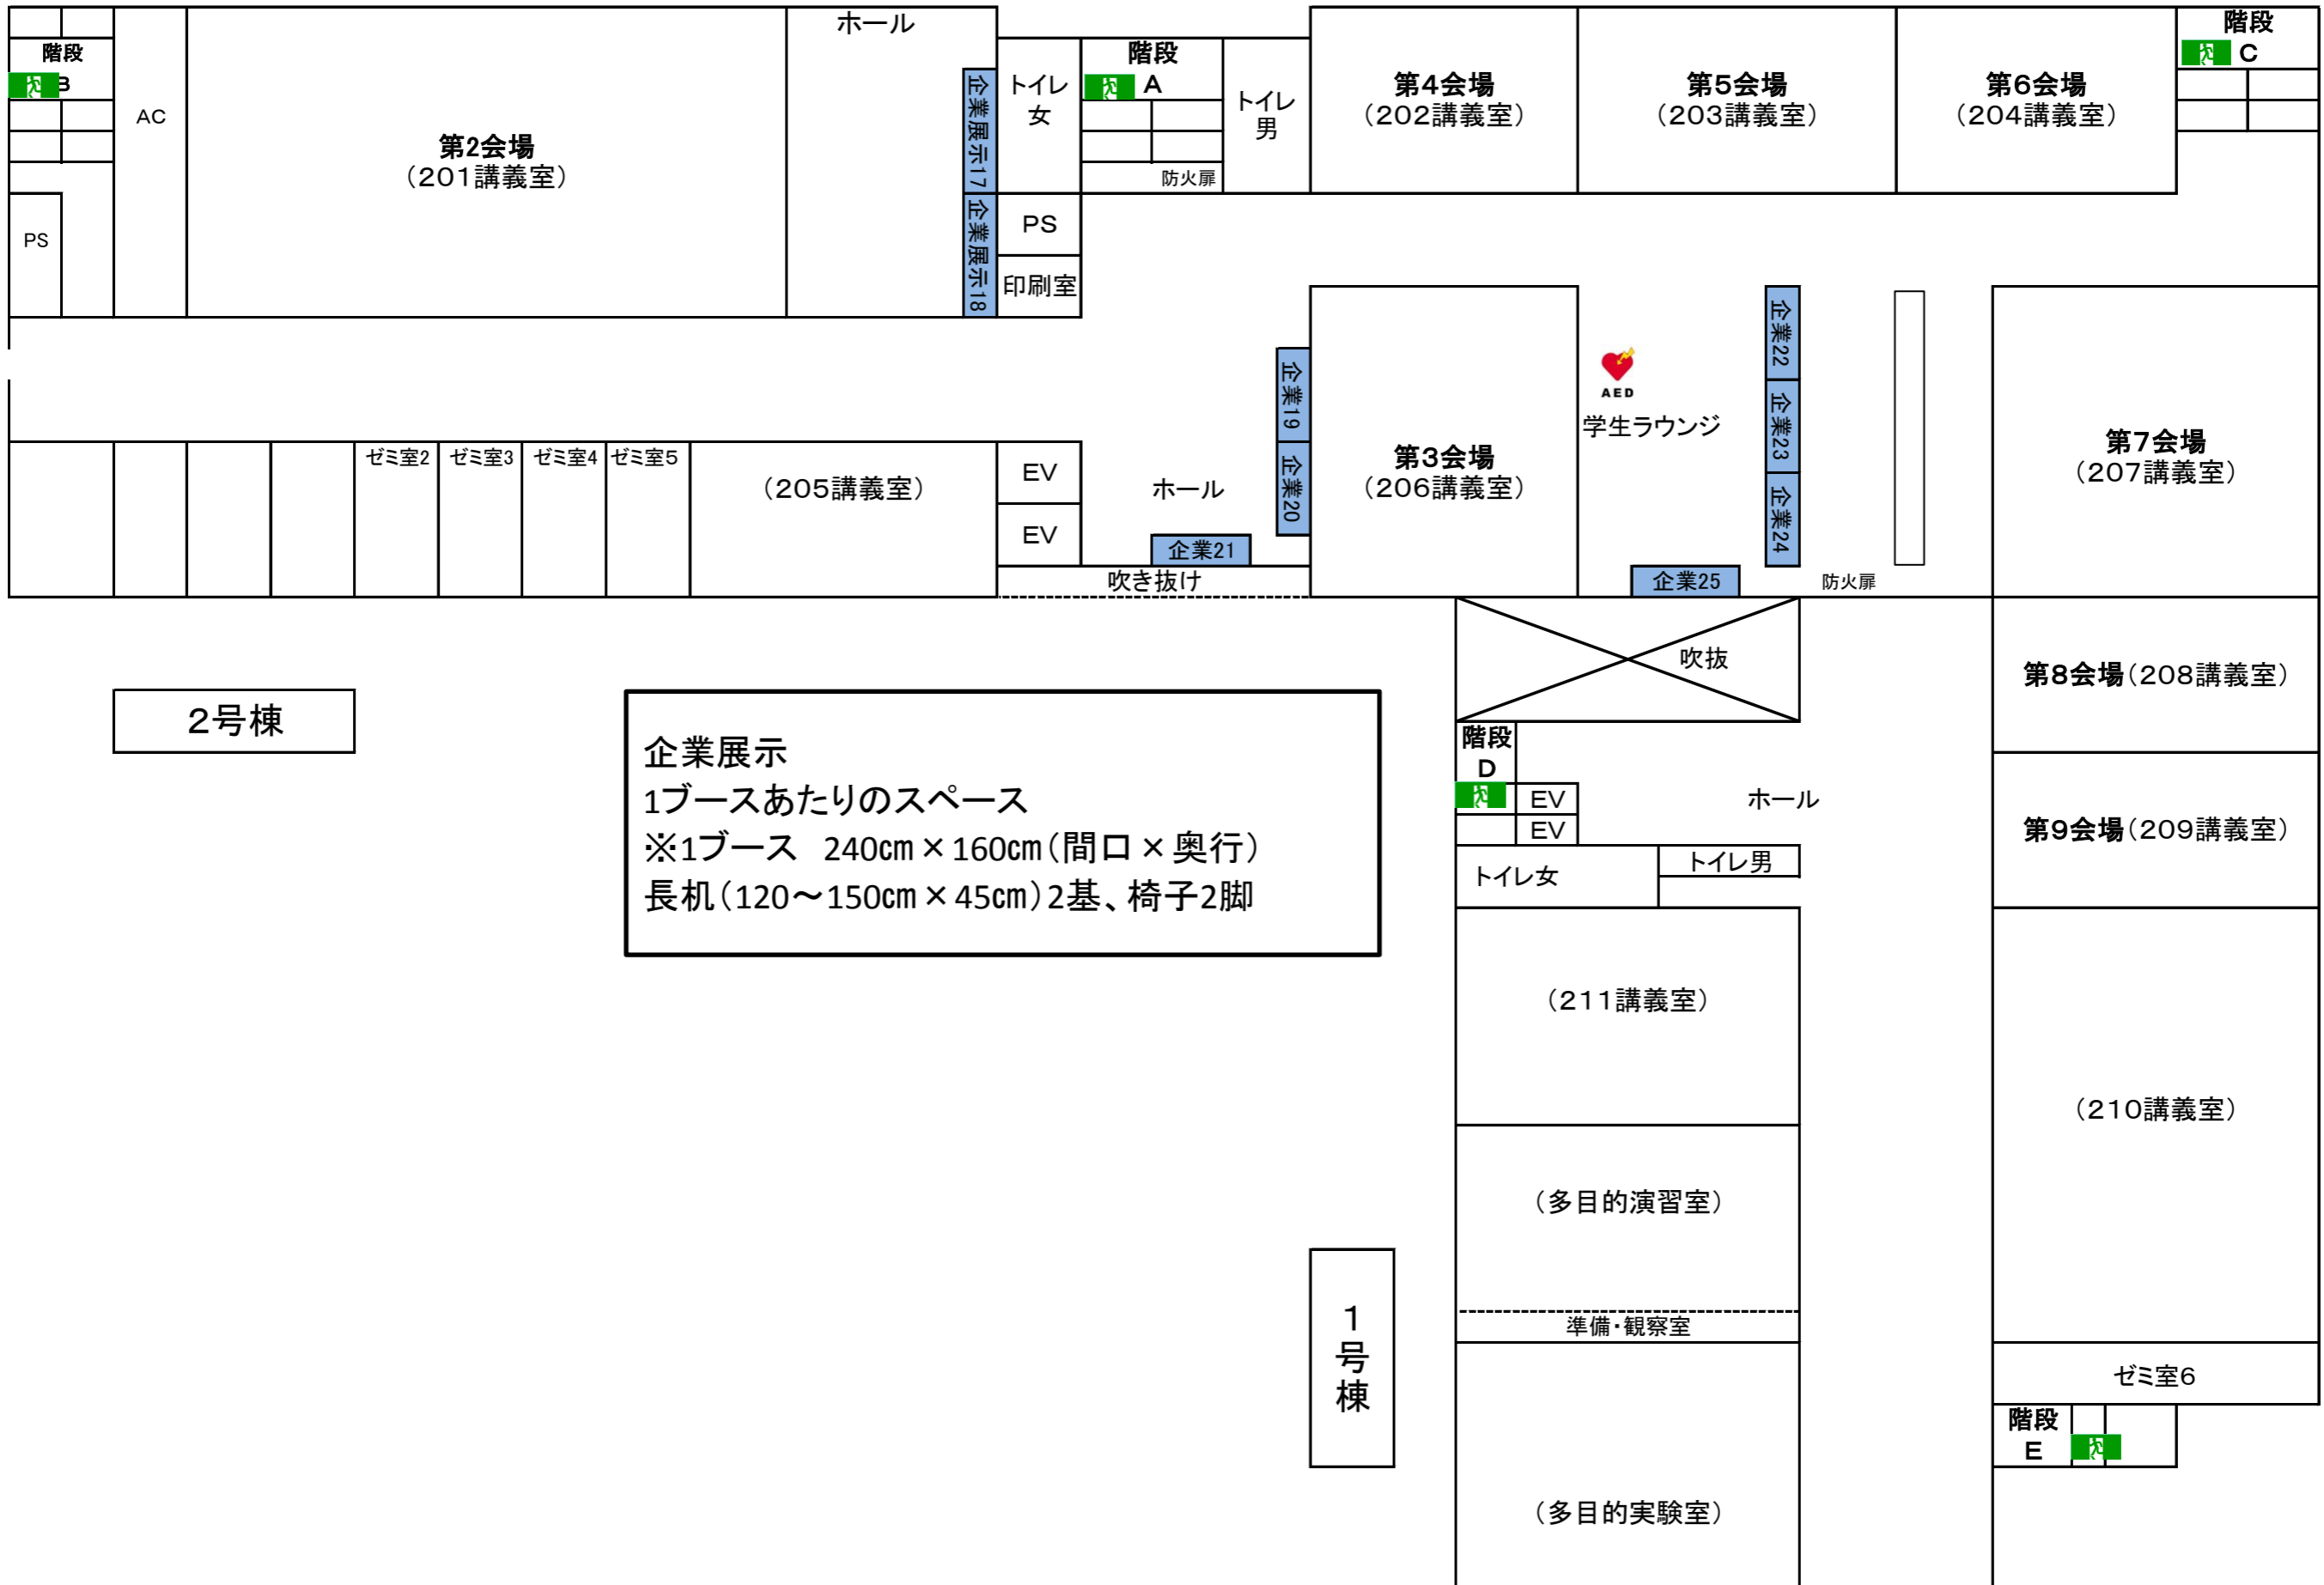 階段
B
AC
PS
第2会場
（201講義室）
ホール
企業展示17
企業展示18
トイレ
女
階段
A
防火扉
トイレ
男
PS
印刷室
第4会場
（202講義室）
第5会場
（203講義室）
第6会場
（204講義室）
階段
C
ゼミ室2
ゼミ室3
ゼミ室4
ゼミ室5
（205講義室）
EV
EV
ホール
企業19
企業20
企業21
吹き抜け
第3会場
（206講義室）
AED
学生ラウンジ
企業22
企業23
企業24
企業25
防火扉
第7会場
（207講義室）
吹抜
第8会場（208講義室）
2号棟
企業展示
1ブースあたりのスペース
※1ブース　240㎝×160㎝（間口×奥行）
長机（120～150㎝×45㎝）2基、椅子2脚
階段
D
EV
EV
ホール
トイレ女
トイレ男
第9会場（209講義室）
（211講義室）
（210講義室）
（多目的演習室）
準備・観察室
1号棟
ゼミ室6
階段
E
（多目的実験室）